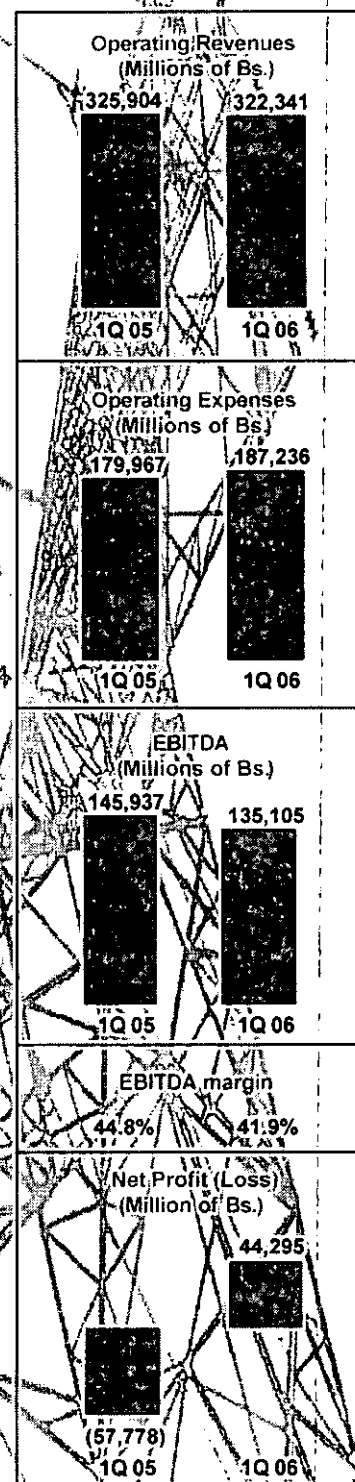 Operating Revenues
(Millions of Bs.)
325,904 322,341
1Q 05 1Q 06
Operating Expenses
(Millions of Bs.)
179,967 187,236
1Q 05 1Q 06
EBITDA
(Millions of Bs.)
145,937 135,105
1Q 05 1Q 06
EBITDA margin
44.8% 41.9%
Net Profit (Loss)
(Million of Bs.)
44,295
(57,778)
1Q 05 1Q 06